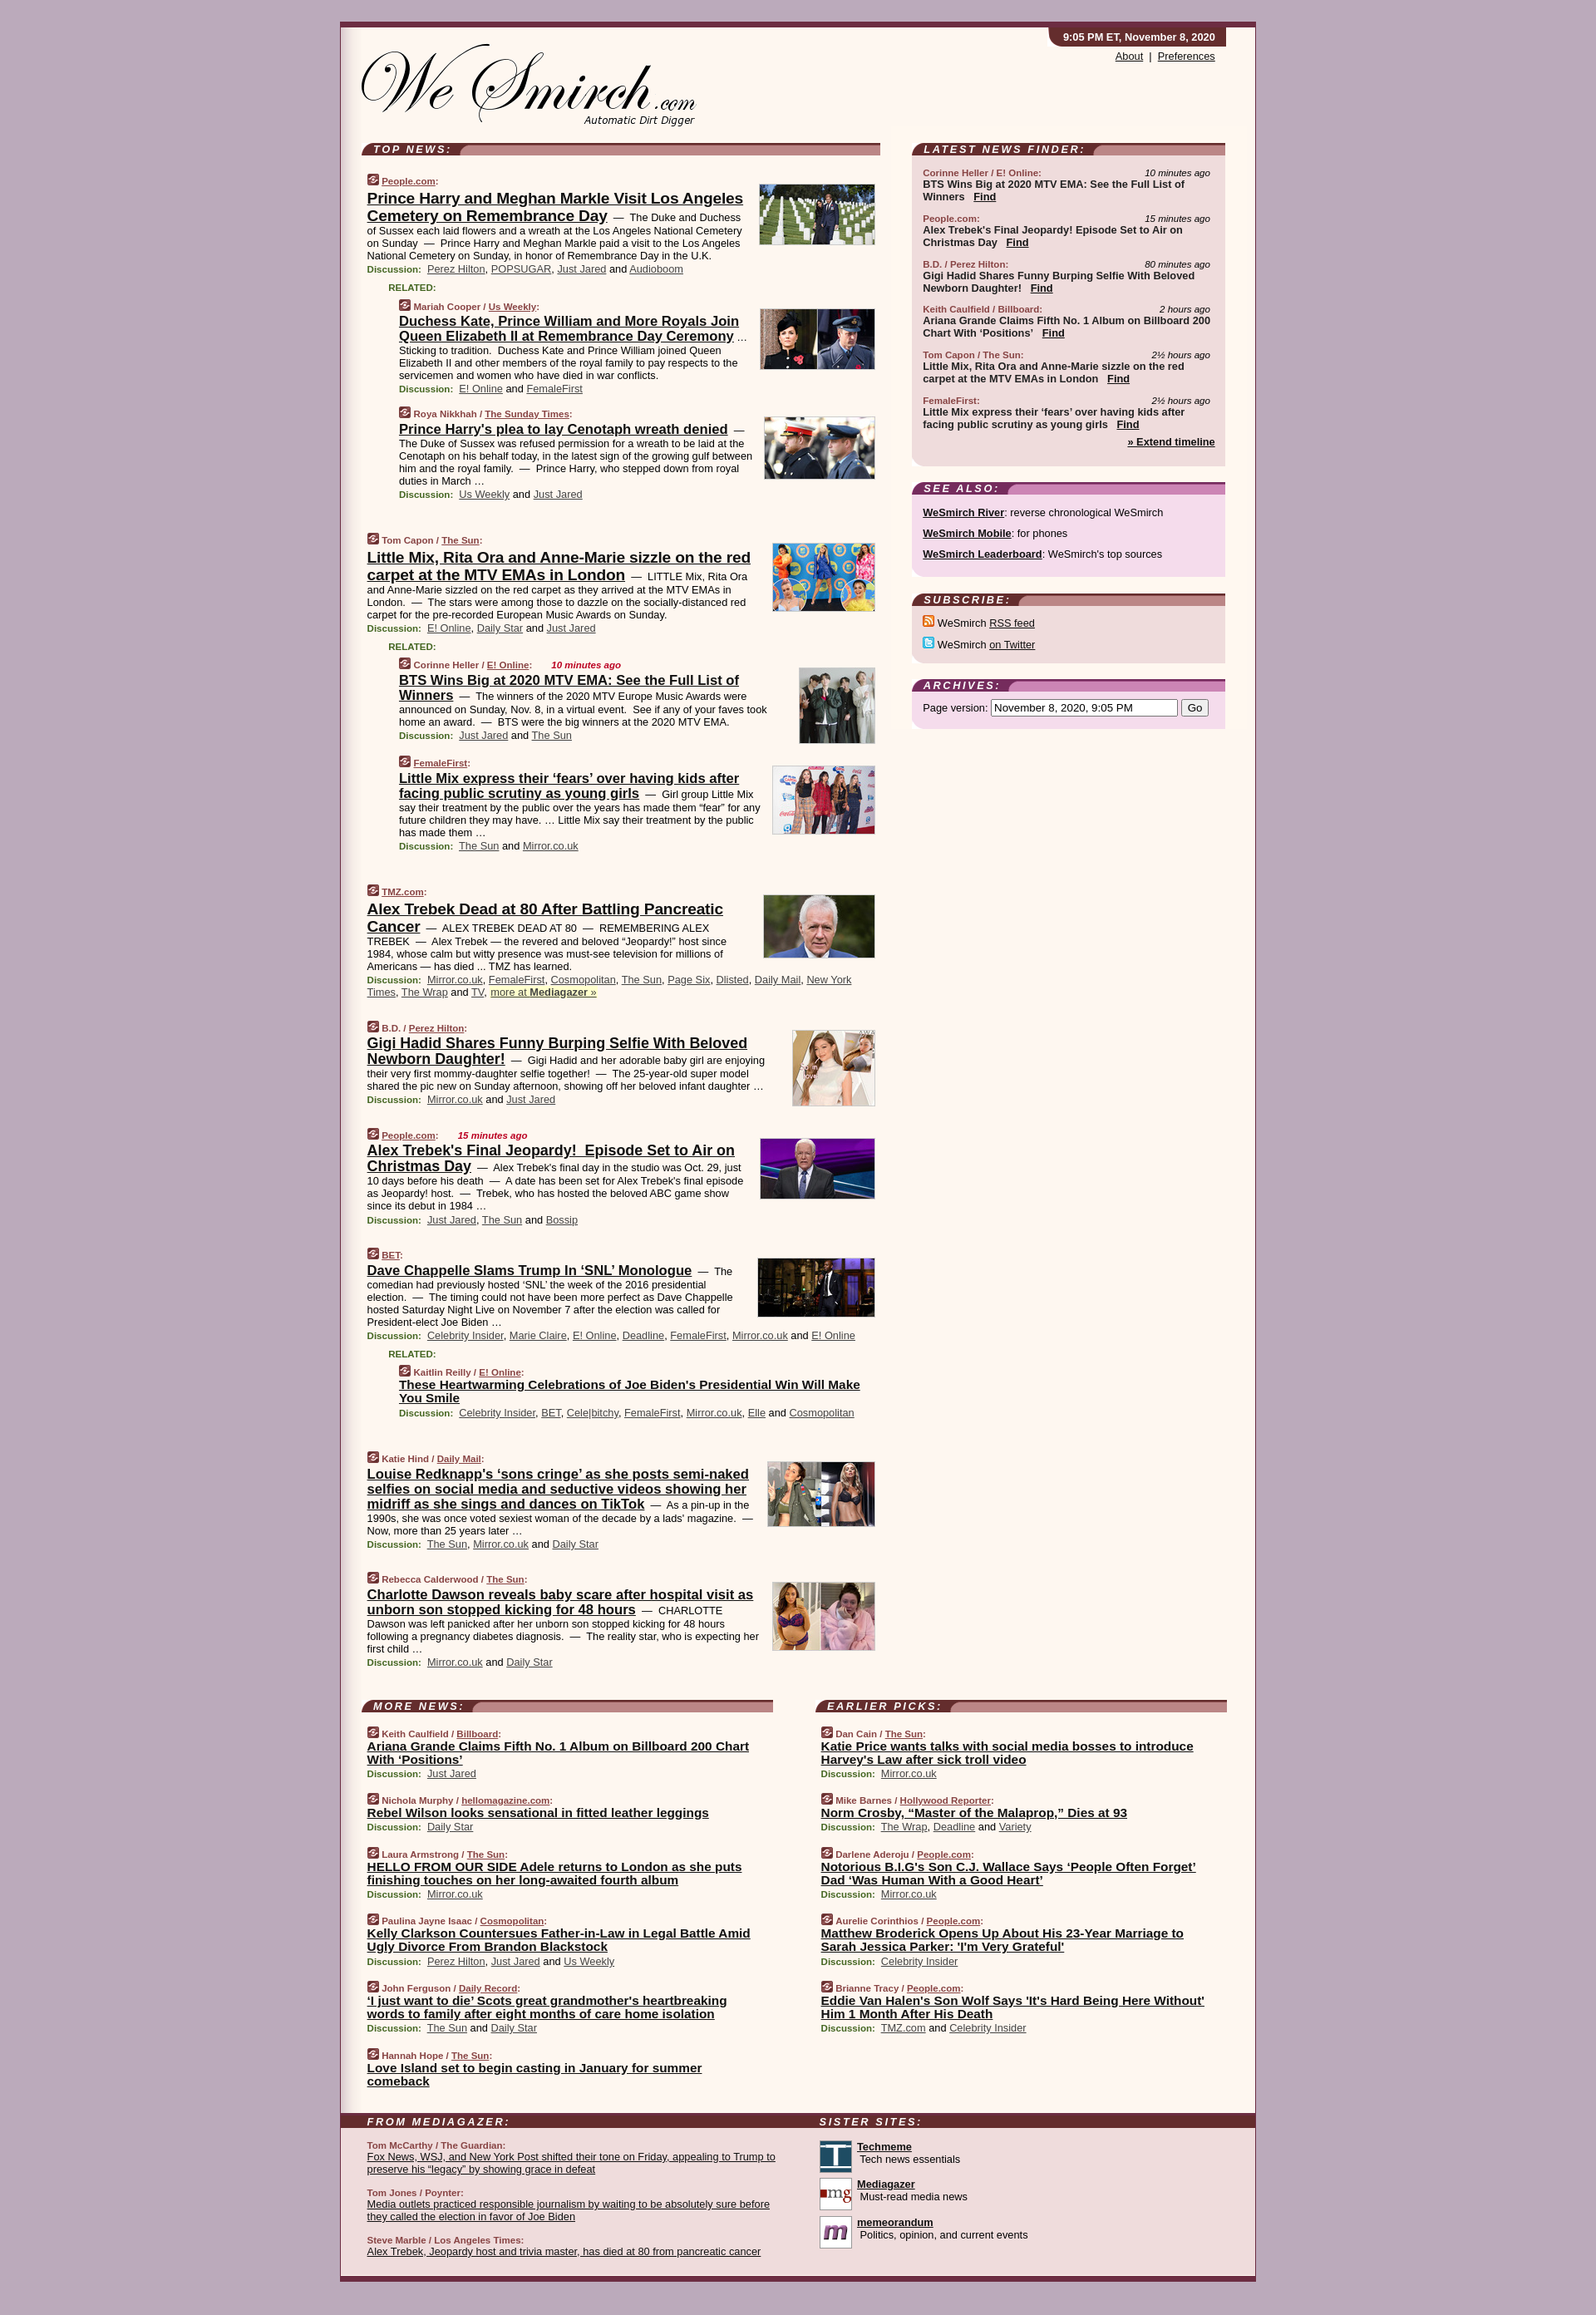 9:05 PM ET, November 8, 2020
About | Preferences
We Smirch .com
Automatic Dirt Digger
TOP NEWS:
People.com:
Prince Harry and Meghan Markle Visit Los Angeles
Cemetery on Remembrance Day — The Duke and Duchess
of Sussex each laid flowers and a wreath at the Los Angeles National Cemetery
on Sunday — Prince Harry and Meghan Markle paid a visit to the Los Angeles
National Cemetery on Sunday, in honor of Remembrance Day in the U.K.
Discussion: Perez Hilton, POPSUGAR, Just Jared and Audioboom
RELATED:
Mariah Cooper / Us Weekly:
Duchess Kate, Prince William and More Royals Join
Queen Elizabeth II at Remembrance Day Ceremony …
Sticking to tradition. Duchess Kate and Prince William joined Queen
Elizabeth II and other members of the royal family to pay respects to the
servicemen and women who have died in war conflicts.
Discussion: E! Online and FemaleFirst
Roya Nikkhah / The Sunday Times:
Prince Harry's plea to lay Cenotaph wreath denied —
The Duke of Sussex was refused permission for a wreath to be laid at the
Cenotaph on his behalf today, in the latest sign of the growing gulf between
him and the royal family. — Prince Harry, who stepped down from royal
duties in March …
Discussion: Us Weekly and Just Jared
Tom Capon / The Sun:
Little Mix, Rita Ora and Anne-Marie sizzle on the red
carpet at the MTV EMAs in London — LITTLE Mix, Rita Ora
and Anne-Marie sizzled on the red carpet as they arrived at the MTV EMAs in
London. — The stars were among those to dazzle on the socially-distanced red
carpet for the pre-recorded European Music Awards on Sunday.
Discussion: E! Online, Daily Star and Just Jared
RELATED:
Corinne Heller / E! Online: 10 minutes ago
BTS Wins Big at 2020 MTV EMA: See the Full List of
Winners — The winners of the 2020 MTV Europe Music Awards were
announced on Sunday, Nov. 8, in a virtual event. See if any of your faves took
home an award. — BTS were the big winners at the 2020 MTV EMA.
Discussion: Just Jared and The Sun
FemaleFirst:
Little Mix express their ‘fears’ over having kids after
facing public scrutiny as young girls — Girl group Little Mix
say their treatment by the public over the years has made them “fear” for any
future children they may have. … Little Mix say their treatment by the public
has made them …
Discussion: The Sun and Mirror.co.uk
TMZ.com:
Alex Trebek Dead at 80 After Battling Pancreatic
Cancer — ALEX TREBEK DEAD AT 80 — REMEMBERING ALEX
TREBEK — Alex Trebek — the revered and beloved “Jeopardy!” host since
1984, whose calm but witty presence was must-see television for millions of
Americans — has died ... TMZ has learned.
Discussion: Mirror.co.uk, FemaleFirst, Cosmopolitan, The Sun, Page Six, Dlisted, Daily Mail, New York
Times, The Wrap and TV, more at Mediagazer »
B.D. / Perez Hilton:
Gigi Hadid Shares Funny Burping Selfie With Beloved
Newborn Daughter! — Gigi Hadid and her adorable baby girl are enjoying
their very first mommy-daughter selfie together! — The 25-year-old super model
shared the pic new on Sunday afternoon, showing off her beloved infant daughter …
Discussion: Mirror.co.uk and Just Jared
People.com: 15 minutes ago
Alex Trebek's Final Jeopardy! Episode Set to Air on
Christmas Day — Alex Trebek's final day in the studio was Oct. 29, just
10 days before his death — A date has been set for Alex Trebek's final episode
as Jeopardy! host. — Trebek, who has hosted the beloved ABC game show
since its debut in 1984 …
Discussion: Just Jared, The Sun and Bossip
BET:
Dave Chappelle Slams Trump In ‘SNL’ Monologue — The
comedian had previously hosted ‘SNL’ the week of the 2016 presidential
election. — The timing could not have been more perfect as Dave Chappelle
hosted Saturday Night Live on November 7 after the election was called for
President-elect Joe Biden …
Discussion: Celebrity Insider, Marie Claire, E! Online, Deadline, FemaleFirst, Mirror.co.uk and E! Online
RELATED:
Kaitlin Reilly / E! Online:
These Heartwarming Celebrations of Joe Biden's Presidential Win Will Make
You Smile
Discussion: Celebrity Insider, BET, Cele|bitchy, FemaleFirst, Mirror.co.uk, Elle and Cosmopolitan
Katie Hind / Daily Mail:
Louise Redknapp's ‘sons cringe’ as she posts semi-naked
selfies on social media and seductive videos showing her
midriff as she sings and dances on TikTok — As a pin-up in the
1990s, she was once voted sexiest woman of the decade by a lads' magazine. —
Now, more than 25 years later …
Discussion: The Sun, Mirror.co.uk and Daily Star
Rebecca Calderwood / The Sun:
Charlotte Dawson reveals baby scare after hospital visit as
unborn son stopped kicking for 48 hours — CHARLOTTE
Dawson was left panicked after her unborn son stopped kicking for 48 hours
following a pregnancy diabetes diagnosis. — The reality star, who is expecting her
first child …
Discussion: Mirror.co.uk and Daily Star
LATEST NEWS FINDER:
Corinne Heller / E! Online: 10 minutes ago
BTS Wins Big at 2020 MTV EMA: See the Full List of
Winners Find
People.com: 15 minutes ago
Alex Trebek's Final Jeopardy! Episode Set to Air on
Christmas Day Find
B.D. / Perez Hilton: 80 minutes ago
Gigi Hadid Shares Funny Burping Selfie With Beloved
Newborn Daughter! Find
Keith Caulfield / Billboard: 2 hours ago
Ariana Grande Claims Fifth No. 1 Album on Billboard 200
Chart With ‘Positions’ Find
Tom Capon / The Sun: 2½ hours ago
Little Mix, Rita Ora and Anne-Marie sizzle on the red
carpet at the MTV EMAs in London Find
FemaleFirst: 2½ hours ago
Little Mix express their ‘fears’ over having kids after
facing public scrutiny as young girls Find
» Extend timeline
SEE ALSO:
WeSmirch River: reverse chronological WeSmirch
WeSmirch Mobile: for phones
WeSmirch Leaderboard: WeSmirch's top sources
SUBSCRIBE:
WeSmirch RSS feed
WeSmirch on Twitter
ARCHIVES:
Page version: November 8, 2020, 9:05 PM Go
MORE NEWS:
Keith Caulfield / Billboard:
Ariana Grande Claims Fifth No. 1 Album on Billboard 200 Chart
With ‘Positions’
Discussion: Just Jared
Nichola Murphy / hellomagazine.com:
Rebel Wilson looks sensational in fitted leather leggings
Discussion: Daily Star
Laura Armstrong / The Sun:
HELLO FROM OUR SIDE Adele returns to London as she puts
finishing touches on her long-awaited fourth album
Discussion: Mirror.co.uk
Paulina Jayne Isaac / Cosmopolitan:
Kelly Clarkson Countersues Father-in-Law in Legal Battle Amid
Ugly Divorce From Brandon Blackstock
Discussion: Perez Hilton, Just Jared and Us Weekly
John Ferguson / Daily Record:
‘I just want to die’ Scots great grandmother's heartbreaking
words to family after eight months of care home isolation
Discussion: The Sun and Daily Star
Hannah Hope / The Sun:
Love Island set to begin casting in January for summer
comeback
EARLIER PICKS:
Dan Cain / The Sun:
Katie Price wants talks with social media bosses to introduce
Harvey's Law after sick troll video
Discussion: Mirror.co.uk
Mike Barnes / Hollywood Reporter:
Norm Crosby, “Master of the Malaprop,” Dies at 93
Discussion: The Wrap, Deadline and Variety
Darlene Aderoju / People.com:
Notorious B.I.G's Son C.J. Wallace Says ‘People Often Forget’
Dad ‘Was Human With a Good Heart’
Discussion: Mirror.co.uk
Aurelie Corinthios / People.com:
Matthew Broderick Opens Up About His 23-Year Marriage to
Sarah Jessica Parker: 'I'm Very Grateful'
Discussion: Celebrity Insider
Brianne Tracy / People.com:
Eddie Van Halen's Son Wolf Says 'It's Hard Being Here Without'
Him 1 Month After His Death
Discussion: TMZ.com and Celebrity Insider
FROM MEDIAGAZER:
Tom McCarthy / The Guardian:
Fox News, WSJ, and New York Post shifted their tone on Friday, appealing to Trump to
preserve his “legacy” by showing grace in defeat
Tom Jones / Poynter:
Media outlets practiced responsible journalism by waiting to be absolutely sure before
they called the election in favor of Joe Biden
Steve Marble / Los Angeles Times:
Alex Trebek, Jeopardy host and trivia master, has died at 80 from pancreatic cancer
SISTER SITES:
T
Techmeme
Tech news essentials
mg
Mediagazer
Must-read media news
m
memeorandum
Politics, opinion, and current events